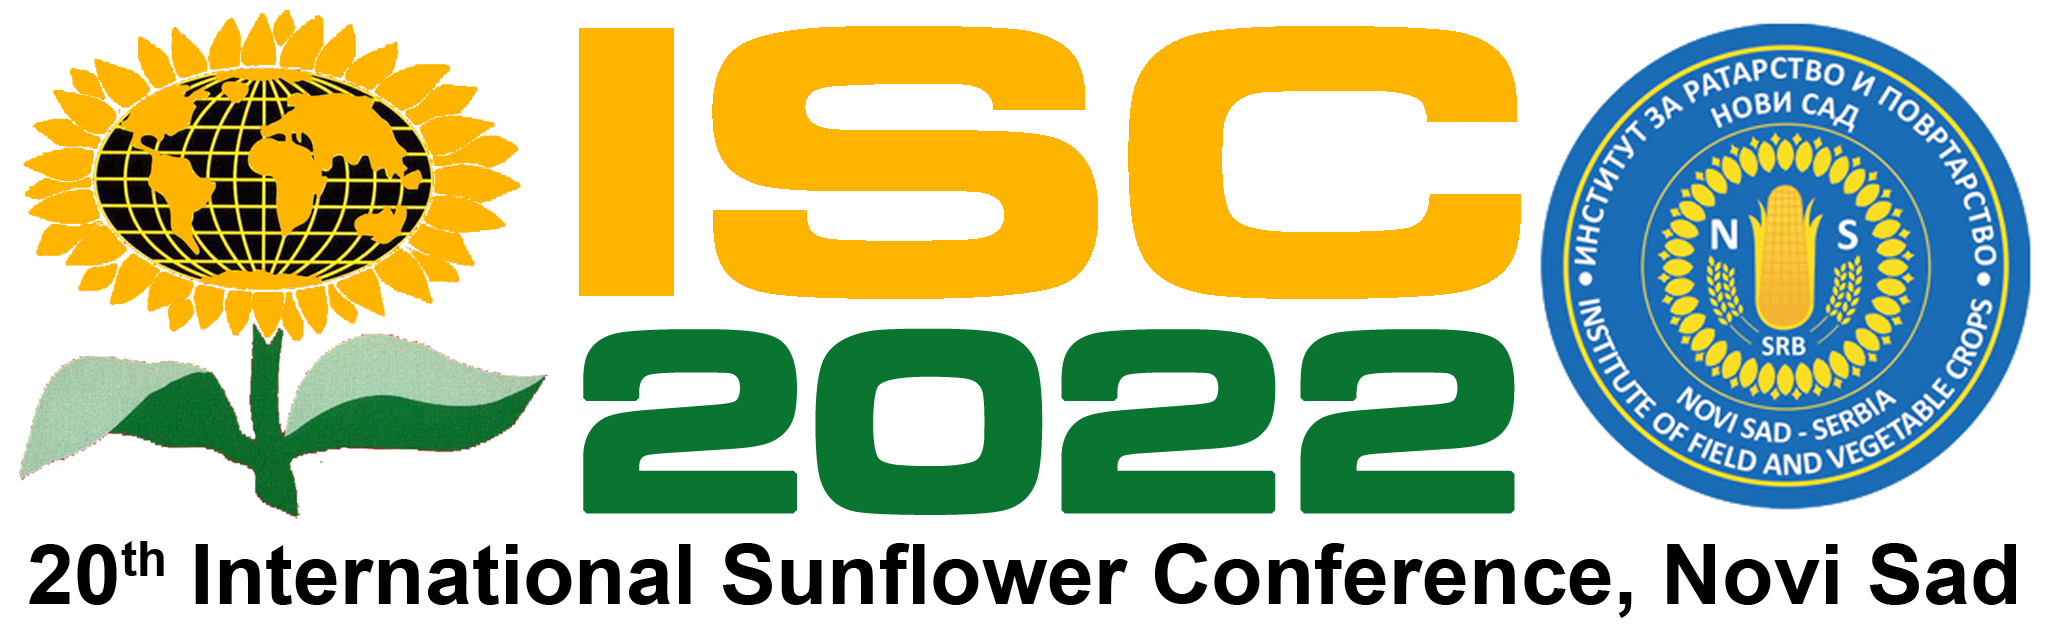 ISC
2022
ИНСТИТУТ ЗА РАТАРСТВО И ПОВРТАРСТВО
НОВИ САД
N S
SRB
NOVI SAD - SERBIA
INSTITUTE OF FIELD AND VEGETABLE CROPS
20th International Sunflower Conference, Novi Sad